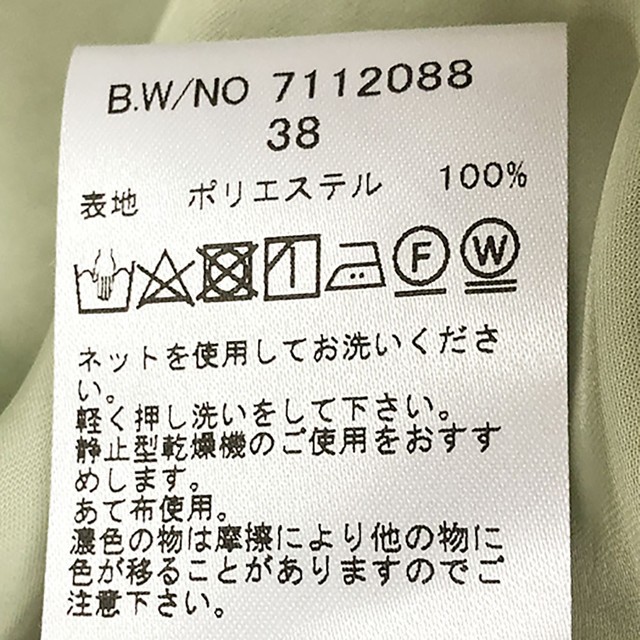 B.W/NO 7112088
38
表地 ポリエステル 100%
F W
ネットを使用してお洗いくださ
い。
軽く押し洗いをして下さい。
静止型乾燥機のご使用をおすす
めします。
あて布使用。
濃色の物は摩擦により他の物に
色が移ることがありますのでご
注意下さい。